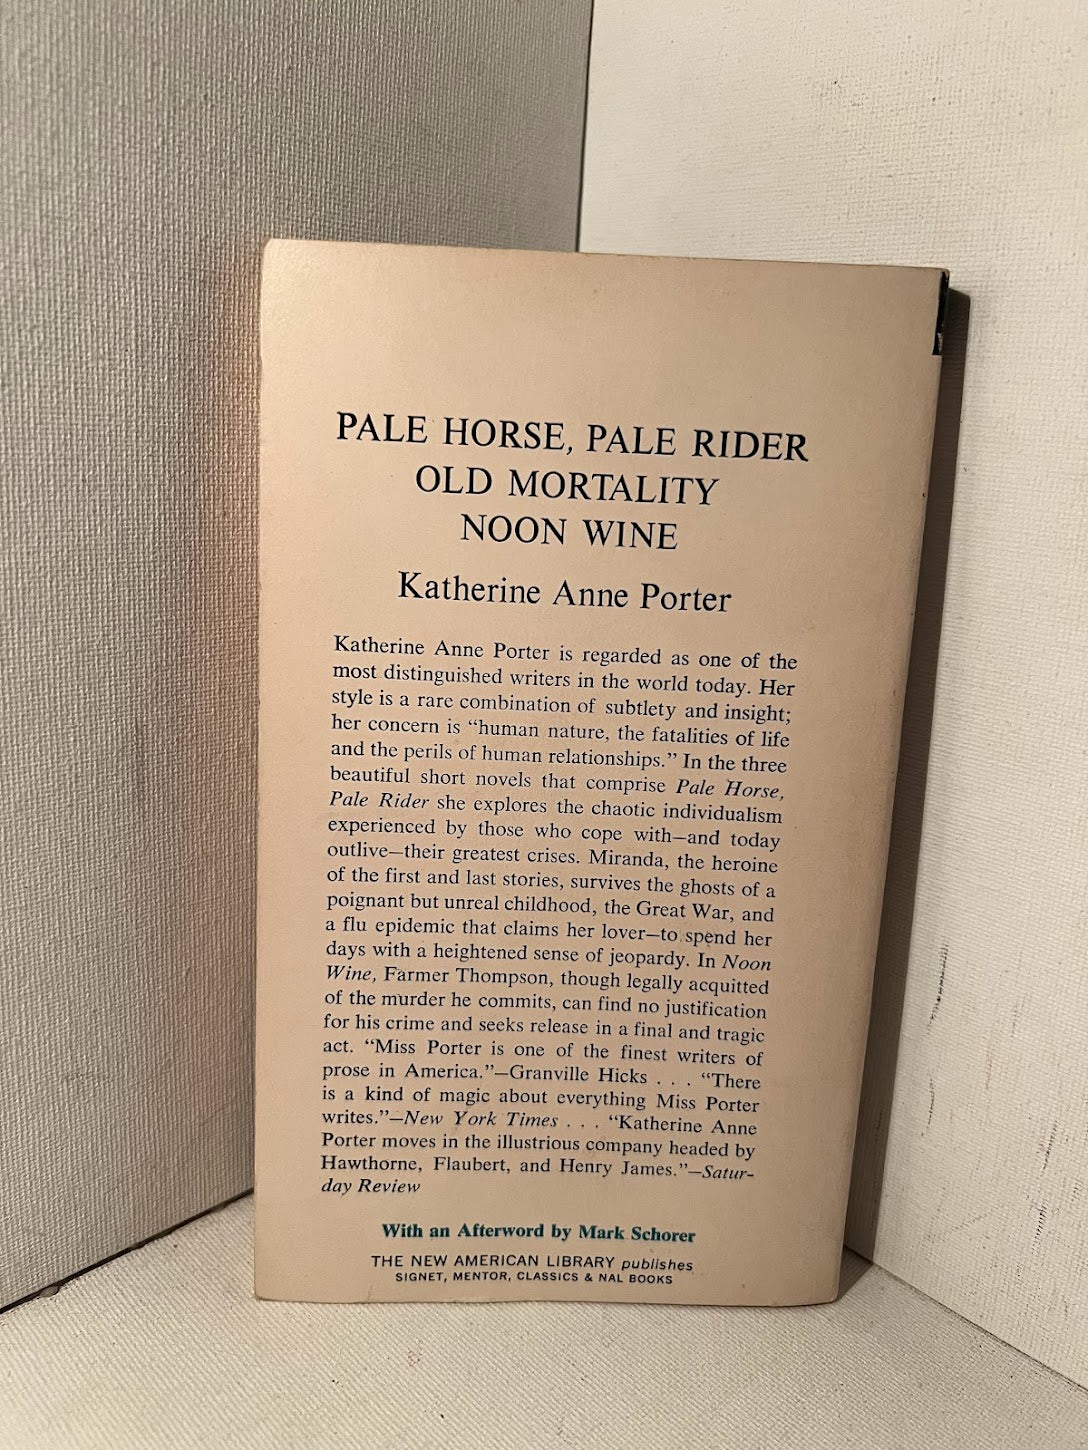 PALE HORSE, PALE RIDER
OLD MORTALITY
NOON WINE
Katherine Anne Porter
Katherine Anne Porter is regarded as one of the
most distinguished writers in the world today. Her
style is a rare combination of subtlety and insight;
her concern is “human nature, the fatalities of life
and the perils of human relationships.” In the three
beautiful short novels that comprise Pale Horse,
Pale Rider she explores the chaotic individualism
experienced by those who cope with—and today
outlive—their greatest crises. Miranda, the heroine
of the first and last stories, survives the ghosts of a
poignant but unreal childhood, the Great War, and
a flu epidemic that claims her lover—to spend her
days with a heightened sense of jeopardy. In Noon
Wine, Farmer Thompson, though legally acquitted
of the murder he commits, can find no justification
for his crime and seeks release in a final and tragic
act. “Miss Porter is one of the finest writers of
prose in America.”—Granville Hicks . . . “There
is a kind of magic about everything Miss Porter
writes.”—New York Times . . . “Katherine Anne
Porter moves in the illustrious company headed by
Hawthorne, Flaubert, and Henry James.”—Satur-
day Review
With an Afterword by Mark Schorer
THE NEW AMERICAN LIBRARY publishes
SIGNET, MENTOR, CLASSICS & NAL BOOKS